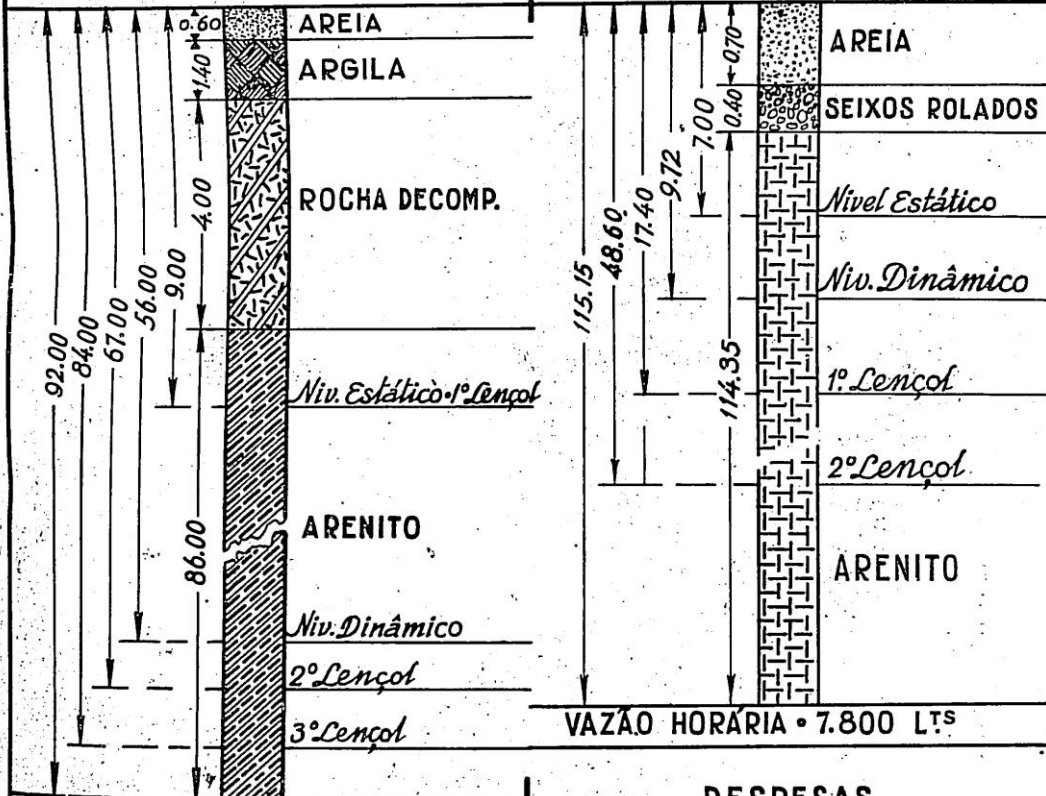 0.60
AREIA
1.40
ARGILA
4.00
ROCHA DECOMP.
9.00
56.00
67.00
84.00
92.00
Niv. Estático • 1º Lençol
86.00
ARENITO
Niv. Dinâmico
2º Lençol
3º Lençol
0.70
AREIA
0.40
SEIXOS ROLADOS
7.00
9.72
17.40
48.60
115.15
114.35
Nivel Estático
Niv. Dinâmico
1º Lençol
2º Lençol
ARENITO
VAZÃO HORÁRIA • 7.800 LTS
DESPESAS